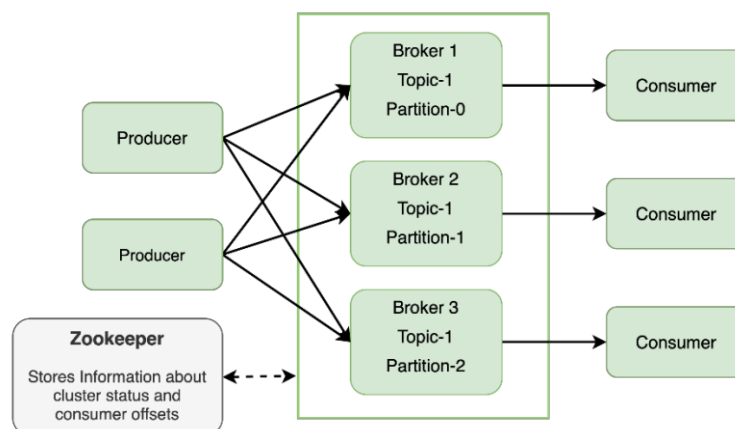 Broker 1
Topic-1
Partition-0
Consumer
Producer
Broker 2
Topic-1
Partition-1
Consumer
Producer
Broker 3
Topic-1
Partition-2
Consumer
Zookeeper
Stores Information about
cluster status and
consumer offsets